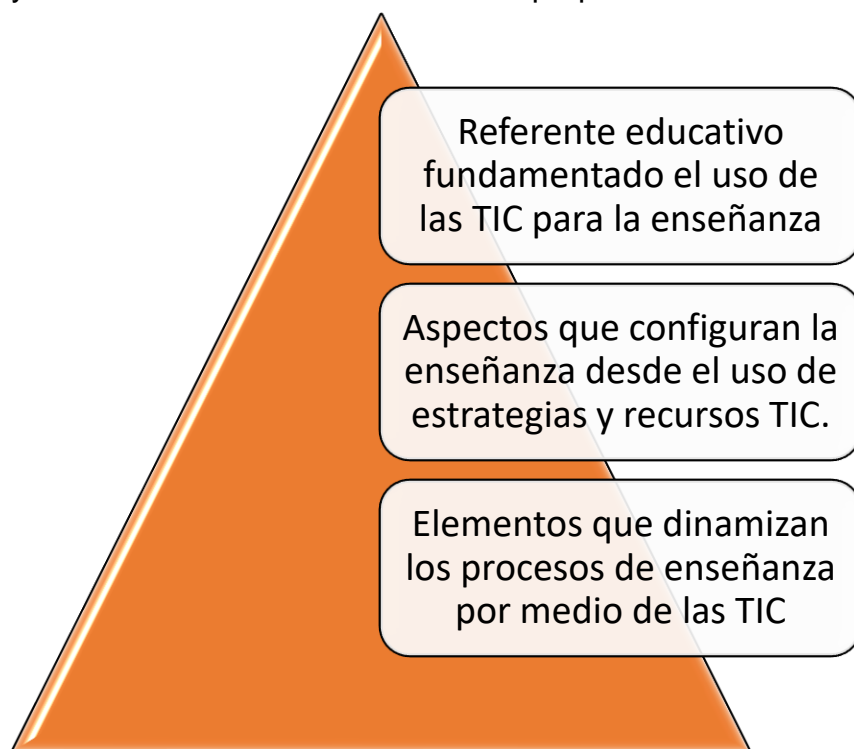 Referente educativo
fundamentado el uso de
las TIC para la enseñanza
Aspectos que configuran la
enseñanza desde el uso de
estrategias y recursos TIC.
Elementos que dinamizan
los procesos de enseñanza
por medio de las TIC